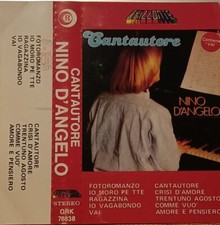 CANTAUTORE
NINO D'ANGELO
FOTOROMANZO
IO MORO PE TTE
RAGAZZINA
IO VAGABONDO
VAI
CANTAUTORE
CRISI D'AMORE
TRENTUNO AGOSTO
COMME VUO'
AMORE E PENSIERO
STEREO
GRK
76838
Cantautore
NINO
D'ANGELO
FOTOROMANZO
IO MORO PE TTE
RAGAZZINA
IO VAGABONDO
VAI
CANTAUTORE
CRISI D'AMORE
TRENTUNO AGOSTO
COMME VUO'
AMORE E PENSIERO